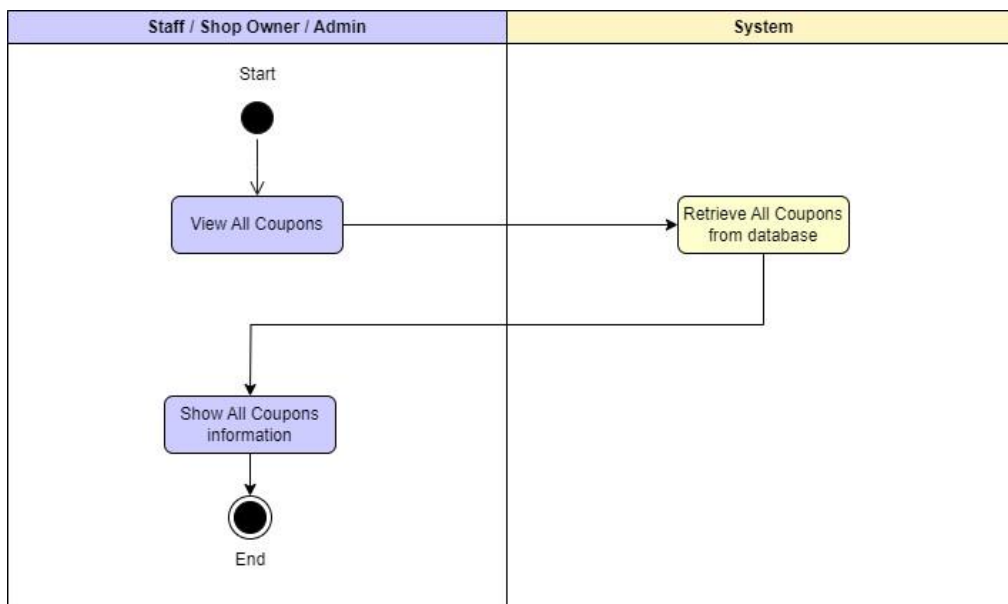 Staff / Shop Owner / Admin
System
Start
View All Coupons
Retrieve All Coupons
from database
Show All Coupons
information
End